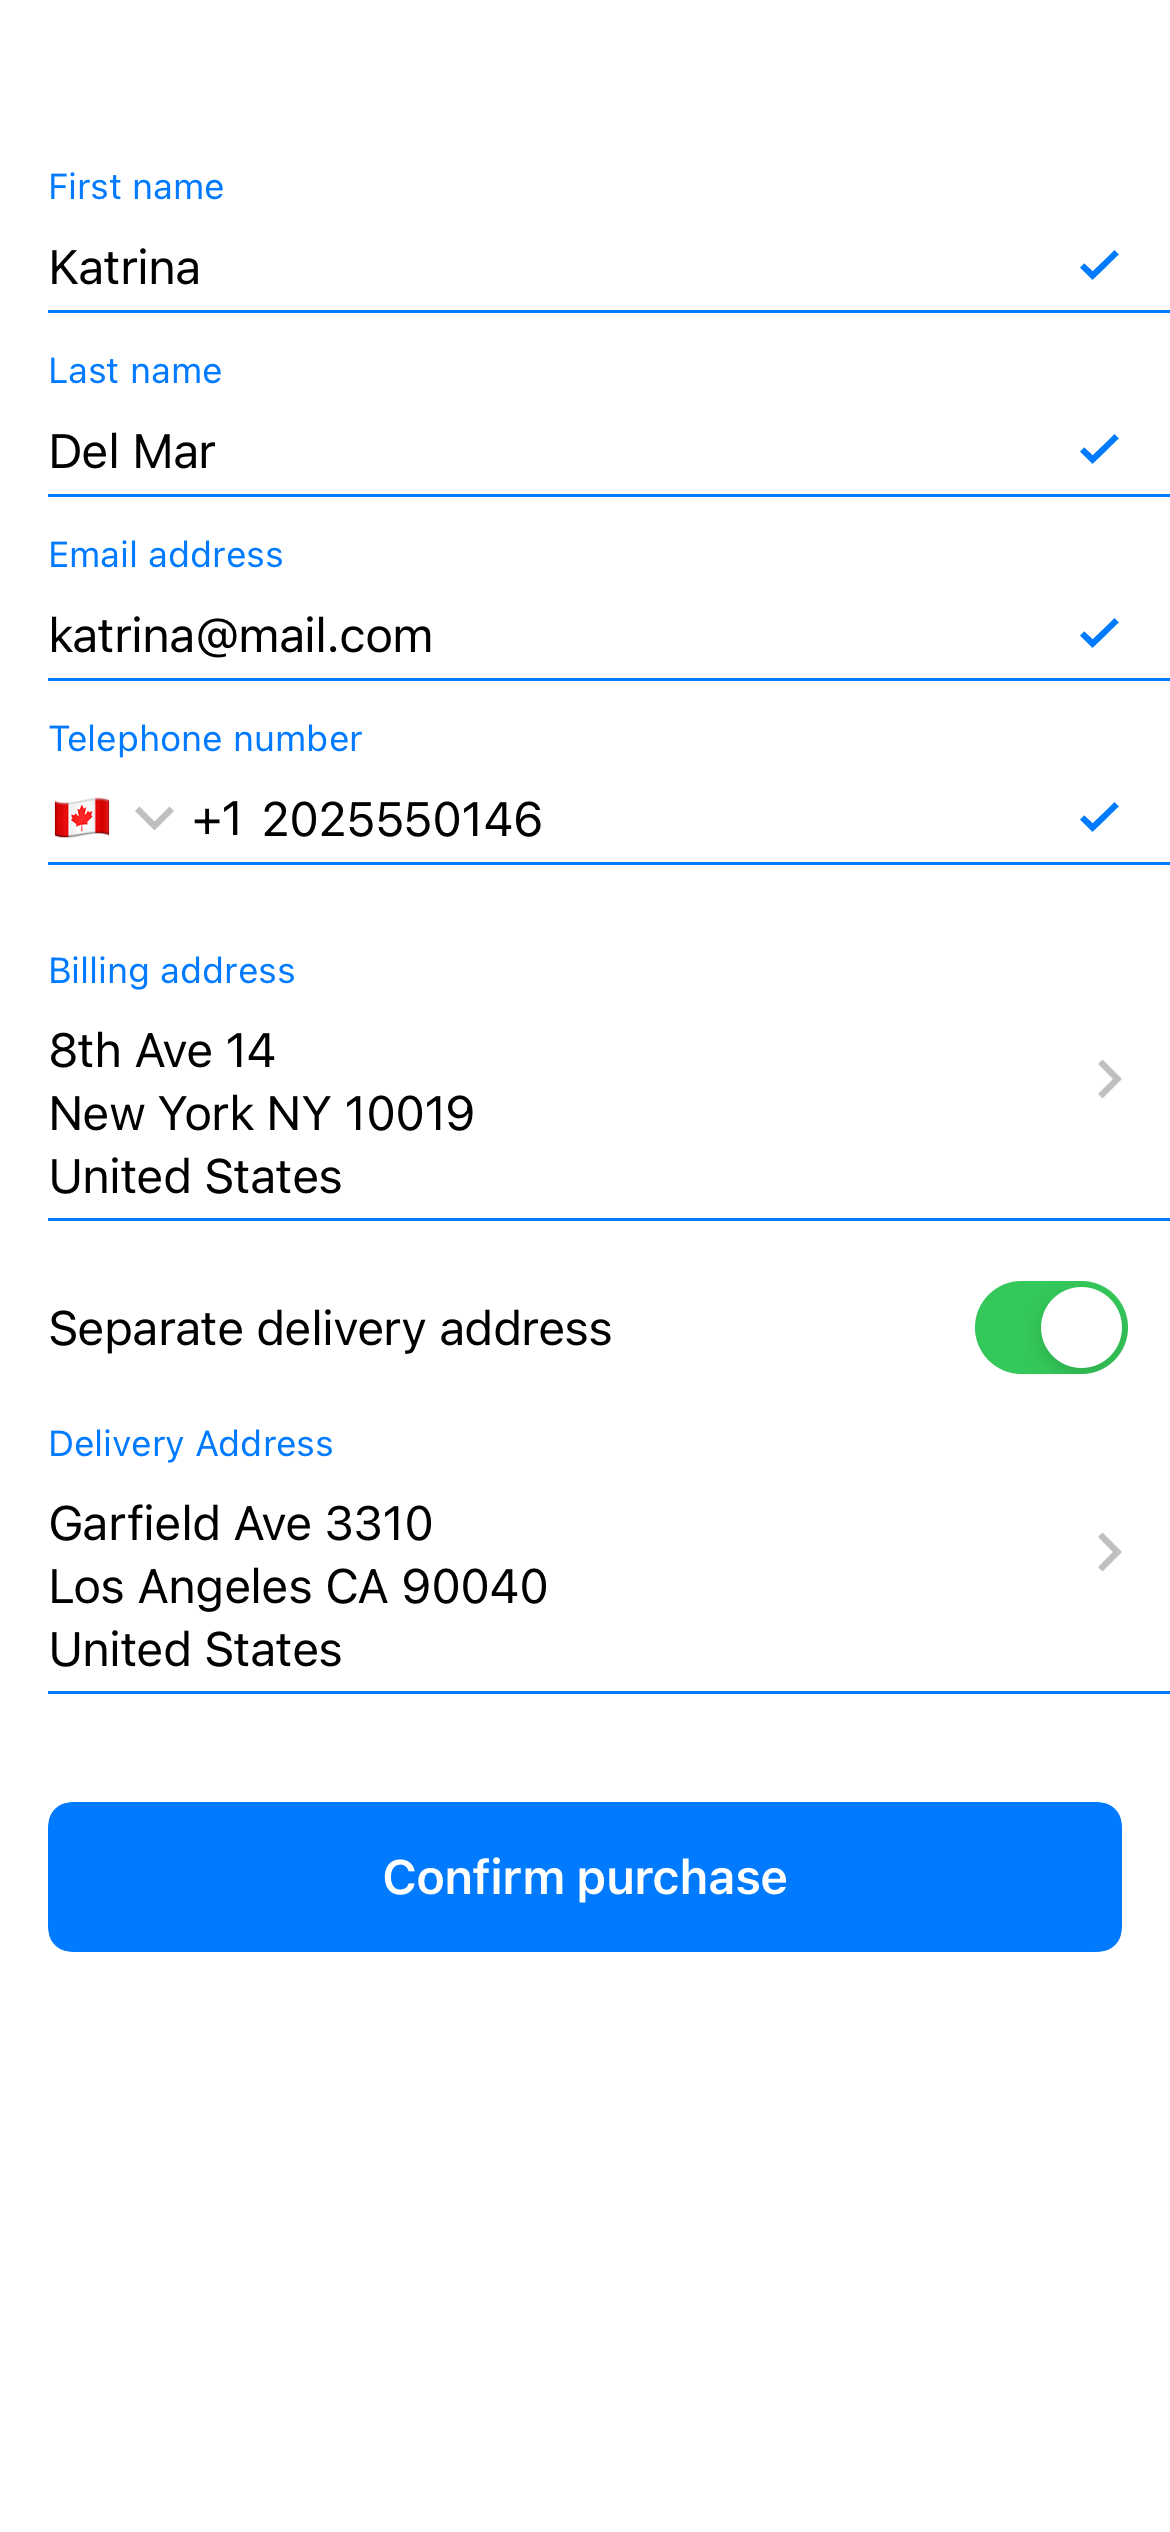 First name
Katrina
Last name
Del Mar
Email address
katrina@mail.com
Telephone number
+1 2025550146
Billing address
8th Ave 14
New York NY 10019
United States
Separate delivery address
Delivery Address
Garfield Ave 3310
Los Angeles CA 90040
United States
Confirm purchase